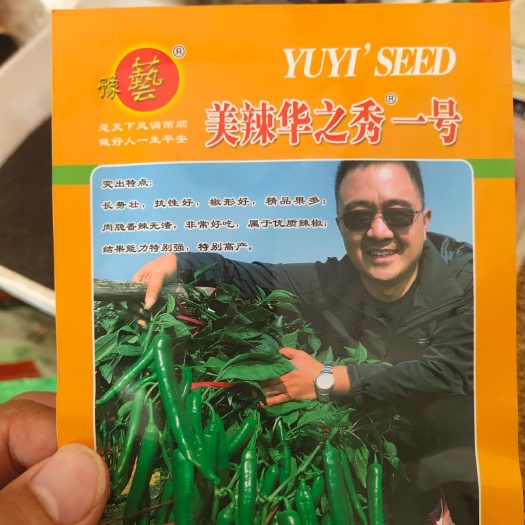 豫藝®
YUYI' SEED
愿天下风调雨顺
做好人一生平安
美辣华之秀®一号
突出特点:
长势壮,抗性好,椒形好,精品果多;
肉脆香辣无渣,非常好吃,属于优质辣椒;
结果能力特别强,特别高产。